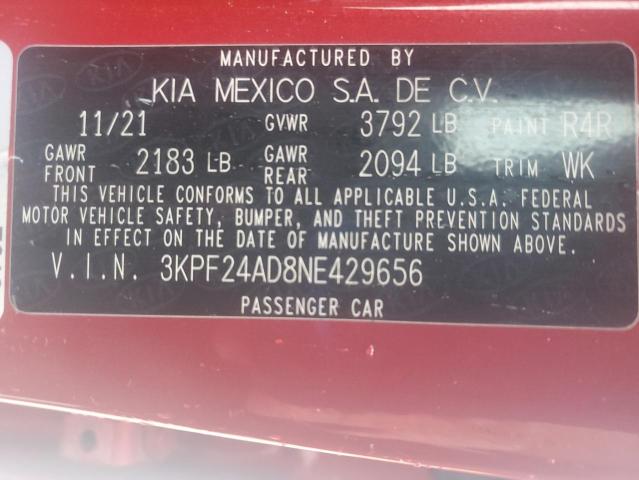 MANUFACTURED BY
KIA MEXICO S.A. DE C.V.
11/21 GVWR 3792 LB PAINT R4R
GAWR FRONT 2183 LB GAWR REAR 2094 LB TRIM WK
THIS VEHICLE CONFORMS TO ALL APPLICABLE U.S.A. FEDERAL
MOTOR VEHICLE SAFETY, BUMPER, AND THEFT PREVENTION STANDARDS
IN EFFECT ON THE DATE OF MANUFACTURE SHOWN ABOVE.
V.I.N. 3KPF24AD8NE429656
PASSENGER CAR